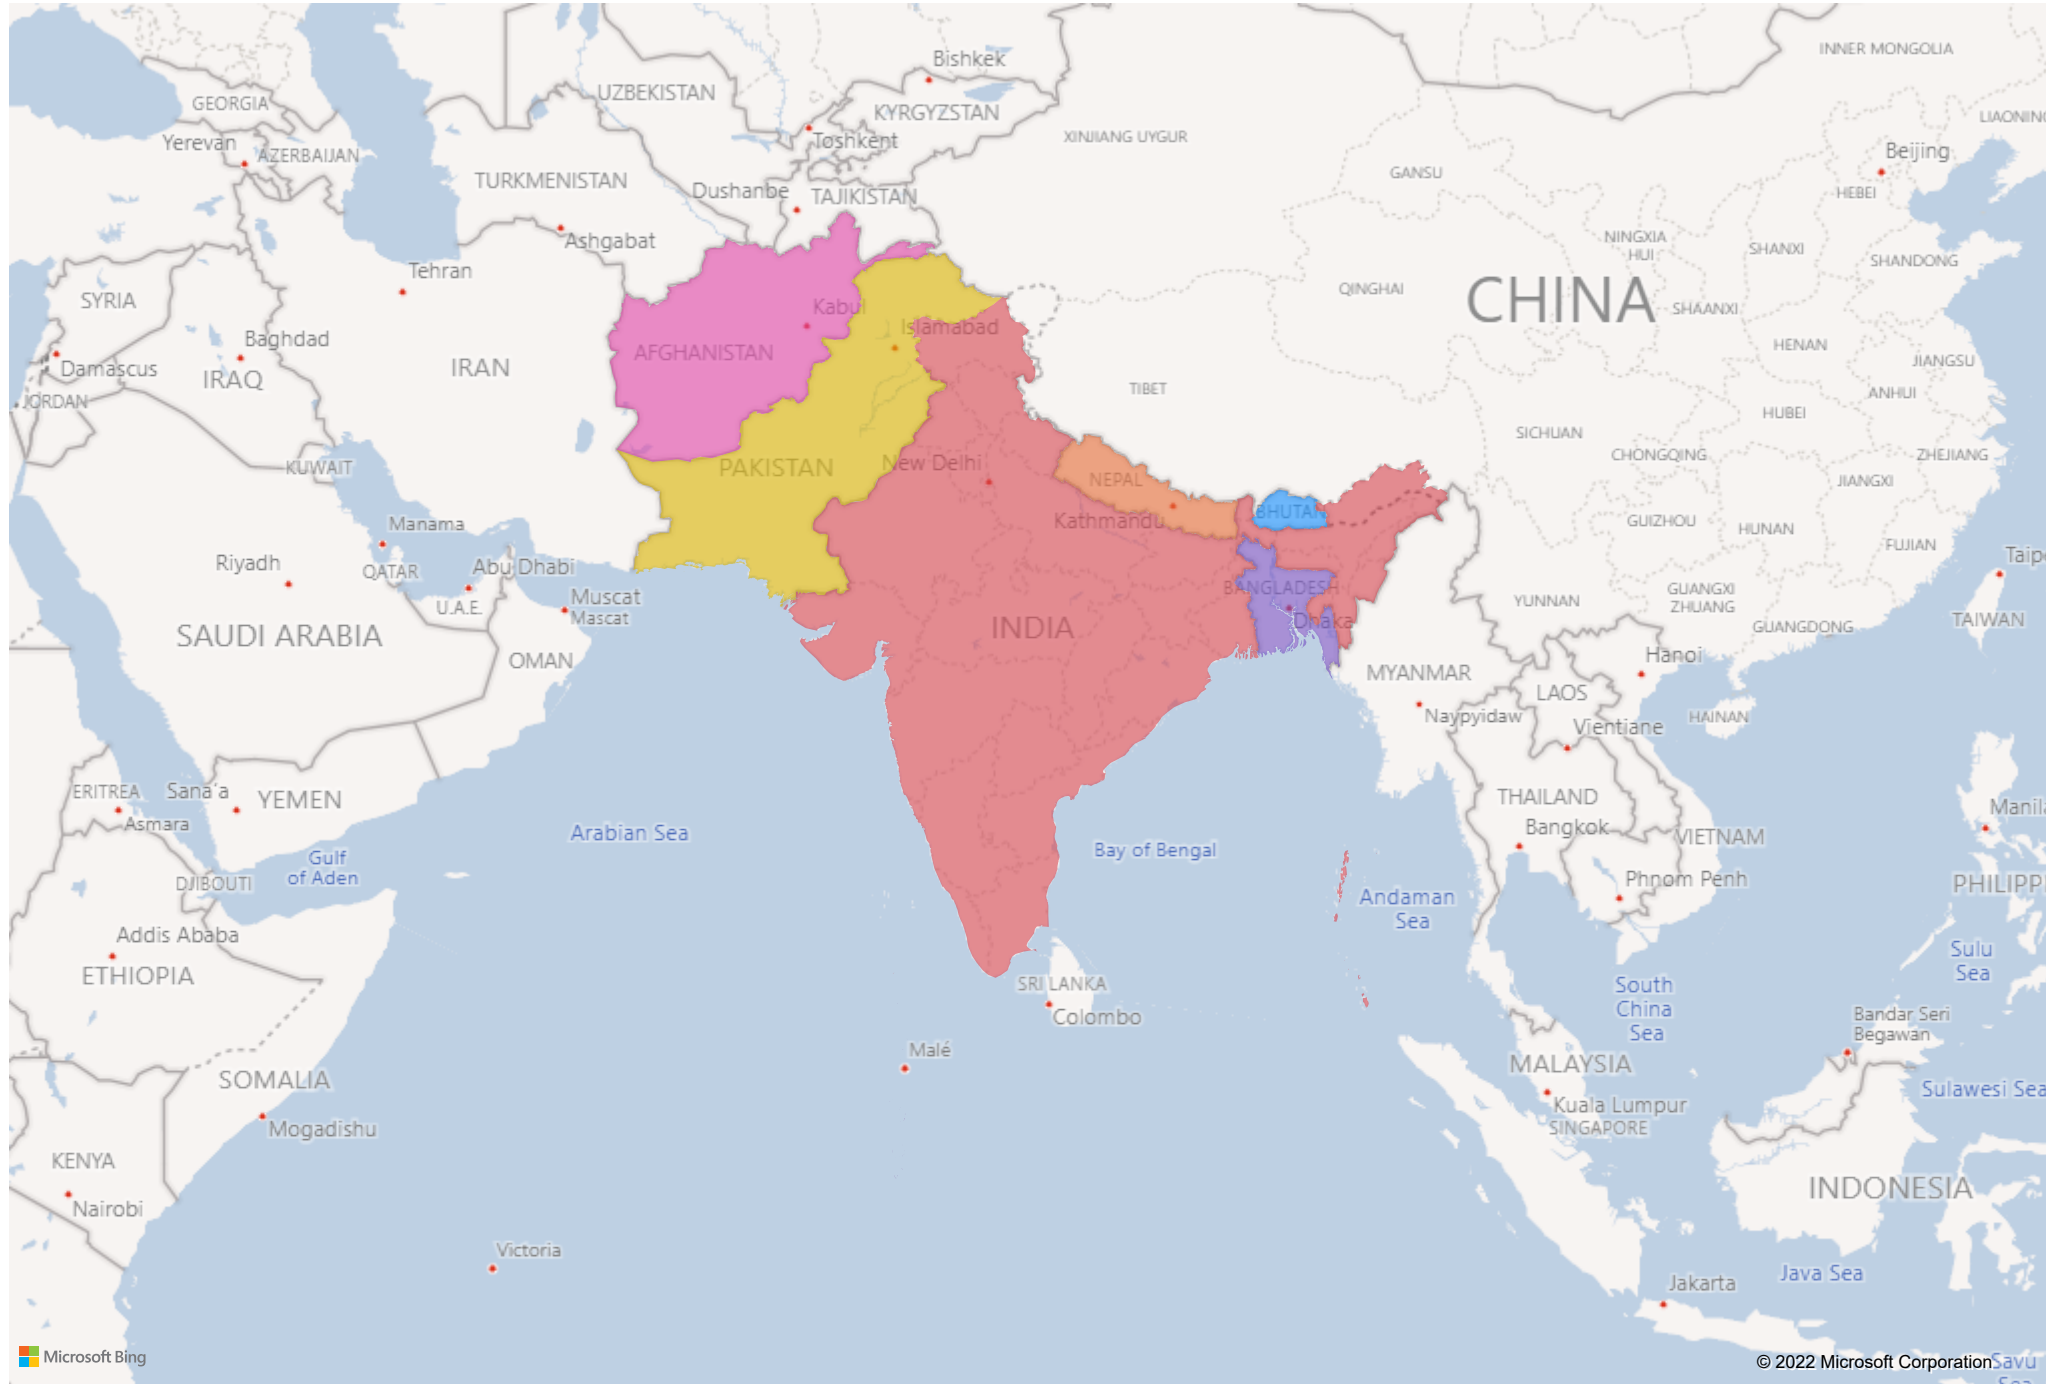 INNER MONGOLIA
Bishkek
UZBEKISTAN
GEORGIA
KYRGYZSTAN
LIAONING
Toshkent
XINJIANG UYGUR
Yerevan
AZERBAIJAN
Beijing
GANSU
TURKMENISTAN
Dushanbe
TAJIKISTAN
HEBEI
Ashgabat
NINGXIA
HUI
SHANXI
SHANDONG
Tehran
QINGHAI
CHINA
SYRIA
Kabul
SHAANXI
Islamabad
Baghdad
HENAN
AFGHANISTAN
JIANGSU
Damascus
IRAN
IRAQ
TIBET
ANHUI
JORDAN
HUBEI
SICHUAN
CHONGQING
ZHEJIANG
KUWAIT
PAKISTAN
New Delhi
NEPAL
JIANGXI
BHUTAN
Kathmandu
GUIZHOU
HUNAN
Manama
FUJIAN
Riyadh
QATAR
Abu Dhabi
Taipe
BANGLADESH
GUANGXI
ZHUANG
YUNNAN
U.A.E.
Muscat
Mascat
Dhaka
TAIWAN
SAUDI ARABIA
INDIA
GUANGDONG
OMAN
Hanoi
MYANMAR
LAOS
Naypyidaw
HAINAN
Vientiane
ERITREA
Sana'a
YEMEN
THAILAND
Manila
Asmara
Arabian Sea
Bangkok
VIETNAM
Bay of Bengal
Gulf
of Aden
DJIBOUTI
Phnom Penh
PHILIPPI
Andaman
Sea
Addis Ababa
ETHIOPIA
Sulu
Sea
SRI LANKA
South
China
Sea
Colombo
Bandar Seri
Begawan
Malé
MALAYSIA
SOMALIA
Sulawesi Sea
Kuala Lumpur
SINGAPORE
Mogadishu
KENYA
INDONESIA
Nairobi
Victoria
Java Sea
Jakarta
Microsoft Bing
© 2022 Microsoft Corporation
Savu
Sea